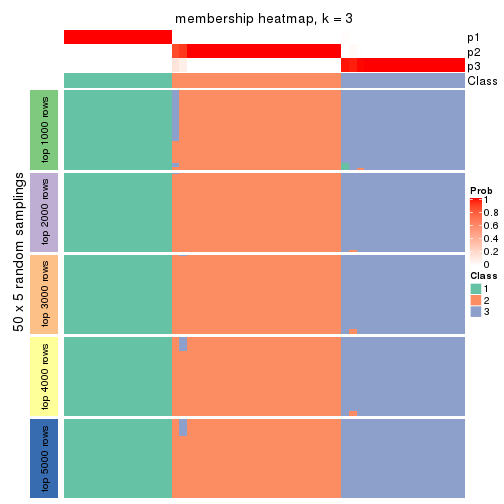 membership heatmap, k = 3
p1
p2
p3
Class
50 x 5 random samplings
top 1000 rows
top 2000 rows
top 3000 rows
top 4000 rows
top 5000 rows
Prob
1
0.8
0.6
0.4
0.2
0
Class
1
2
3